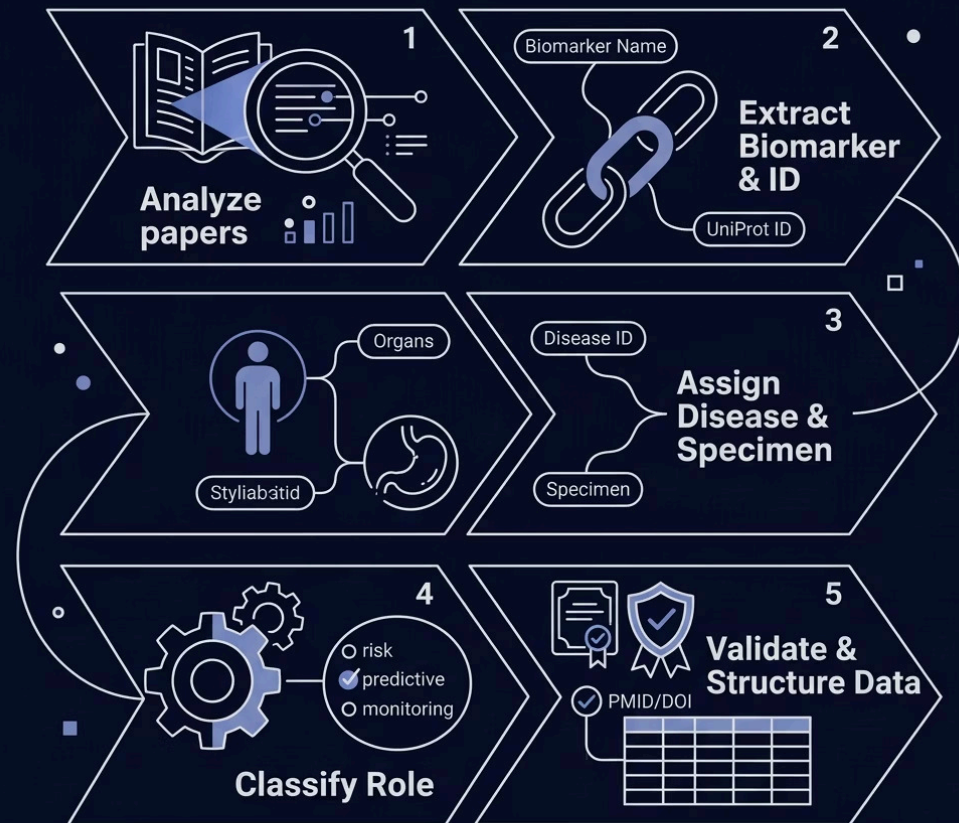 1
Analyze
papers
2
Biomarker Name
Extract
Biomarker
& ID
UniProt ID
Organs
3
Disease ID
Assign
Disease &
Specimen
Specimen
4
risk
predictive
monitoring
Classify Role
5
Validate &
Structure Data
PMID/DOI